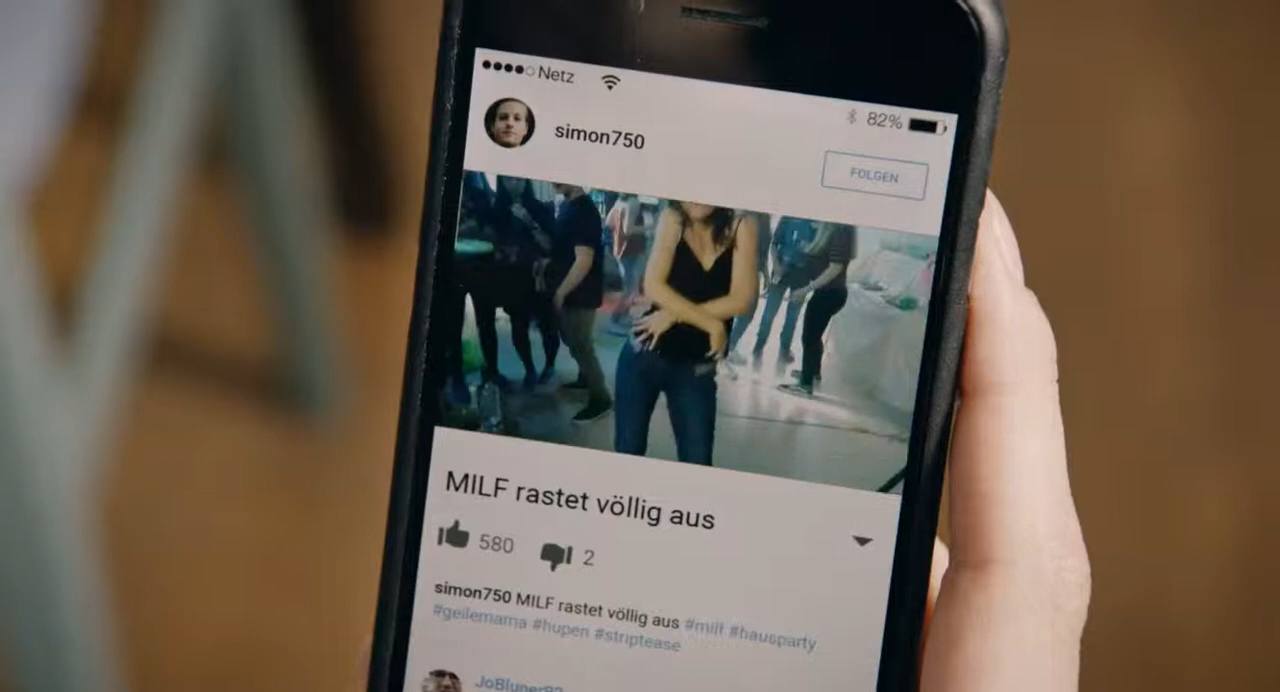 Netz
82%
simon750
FOLGEN
MILF rastet völlig aus
580 2
simon750 MILF rastet völlig aus #milf #hausparty
#geilemama #hupen #striptease